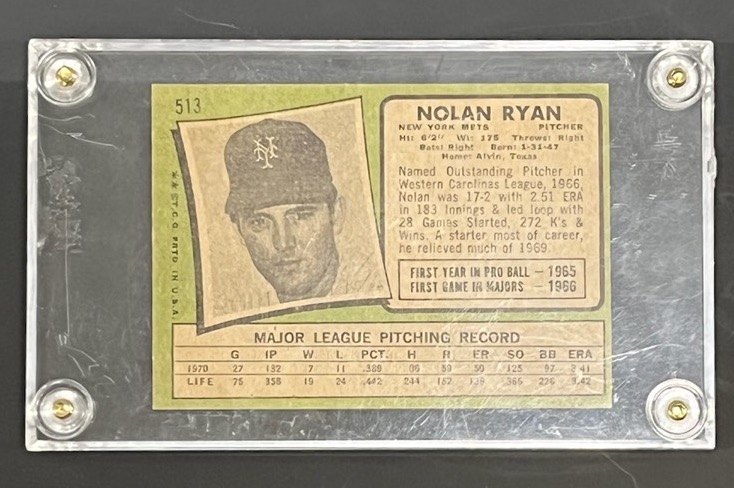 513
NY
★★©T.C.G. PRTD IN U.S.A.
NOLAN RYAN
NEW YORK METS PITCHER
Ht: 6'2" Wt: 175 Throws: Right
Bats: Right Born: 1-31-47
Home: Alvin, Texas
Named Outstanding Pitcher in
Western Carolinas League, 1966,
Nolan was 17-2 with 2.51 ERA
in 183 Innings & led loop with
28 Games Started, 272 K's &
Wins. A starter most of career,
he relieved much of 1969.
FIRST YEAR IN PRO BALL — 1965
FIRST GAME IN MAJORS — 1966
MAJOR LEAGUE PITCHING RECORD
G IP W L PCT. H R ER SO BB ERA
1970 27 132 7 11 .389 86 59 50 125 97 3.41
LIFE 75 358 19 24 .442 244 157 139 366 3.42